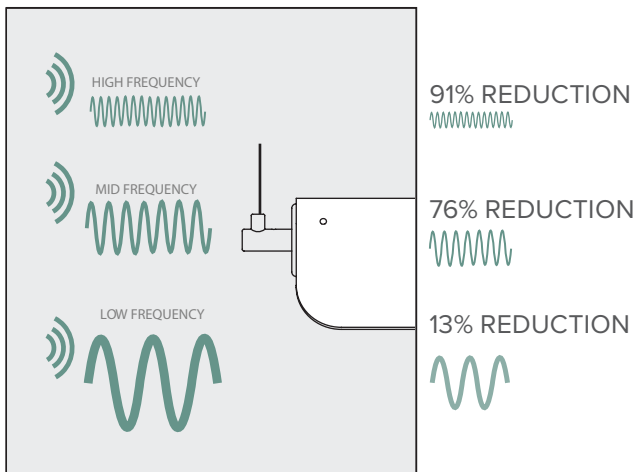 HIGH FREQUENCY
91% REDUCTION
MID FREQUENCY
76% REDUCTION
LOW FREQUENCY
13% REDUCTION